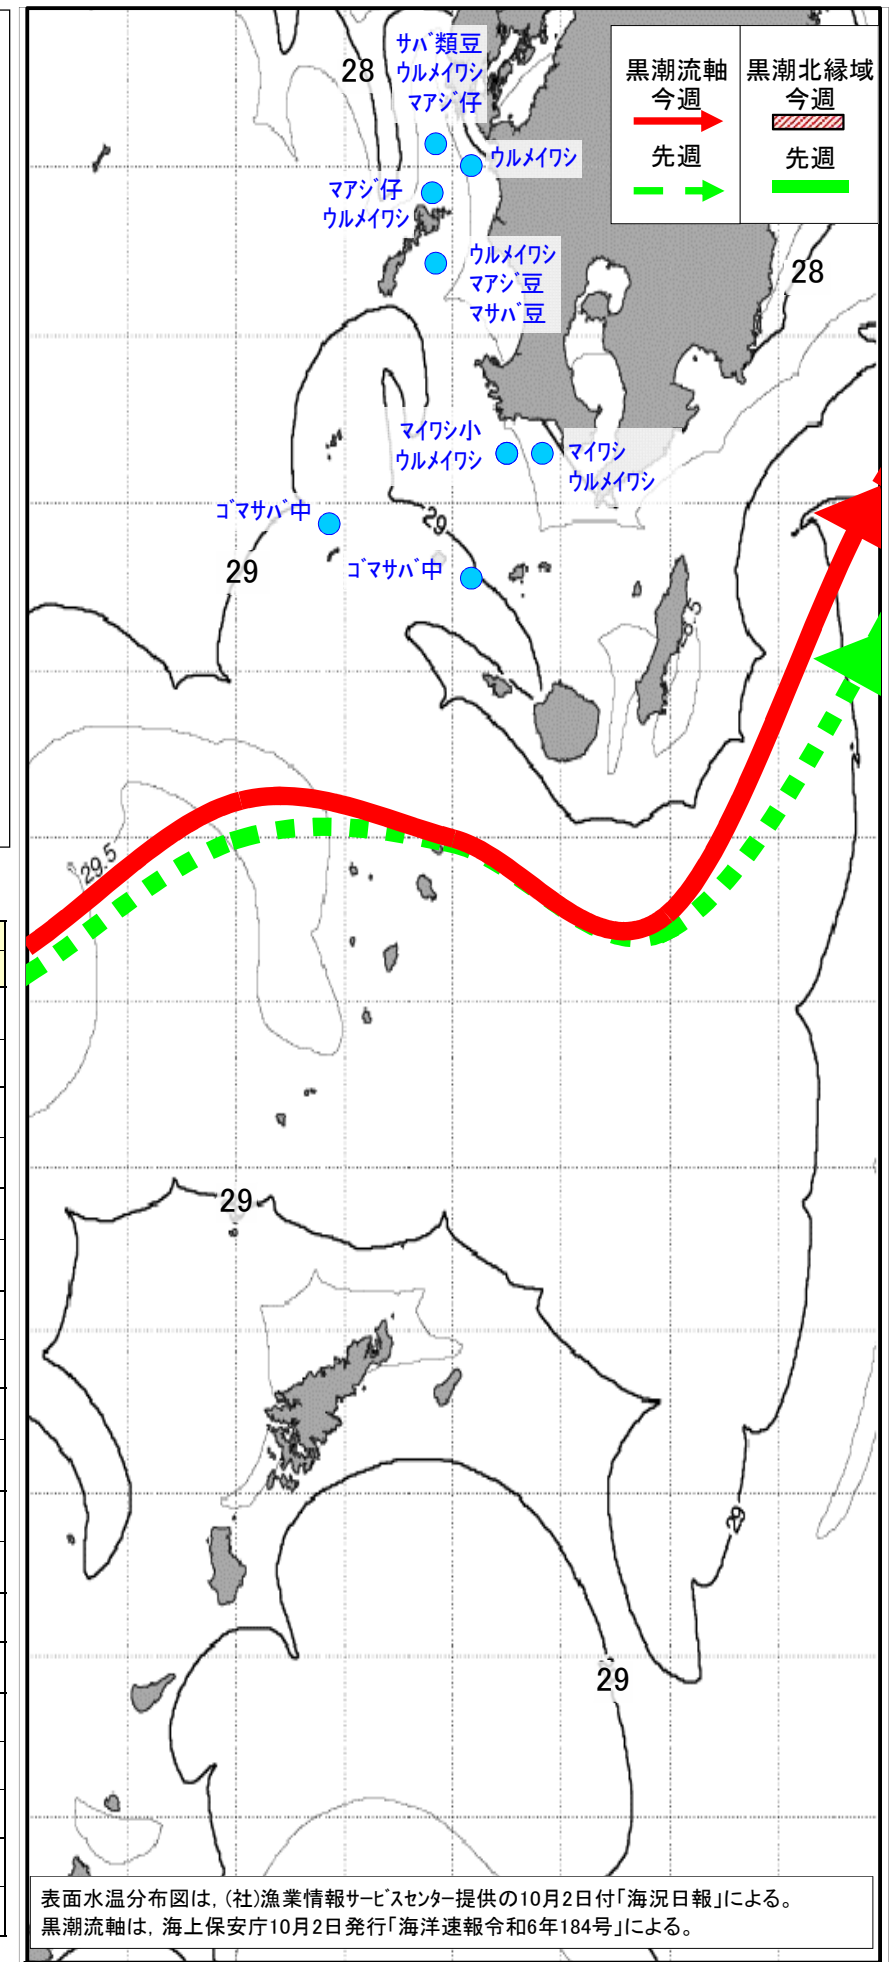 サバ類豆
ウルメイワシ
マアジ仔
28
黒潮流軸
今週
先週
黒潮北縁域
今週
先週
ウルメイワシ
マアジ仔
ウルメイワシ
ウルメイワシ
マアジ豆
マサバ豆
28
マイワシ小
ウルメイワシ
マイワシ
ウルメイワシ
ゴマサバ中
29
29
ゴマサバ中
29.5
29
29
29
表面水温分布図は，(社)漁業情報サービスセンター提供の10月2日付「海況日報」による。
黒潮流軸は，海上保安庁10月2日発行「海洋速報令和6年184号」による。